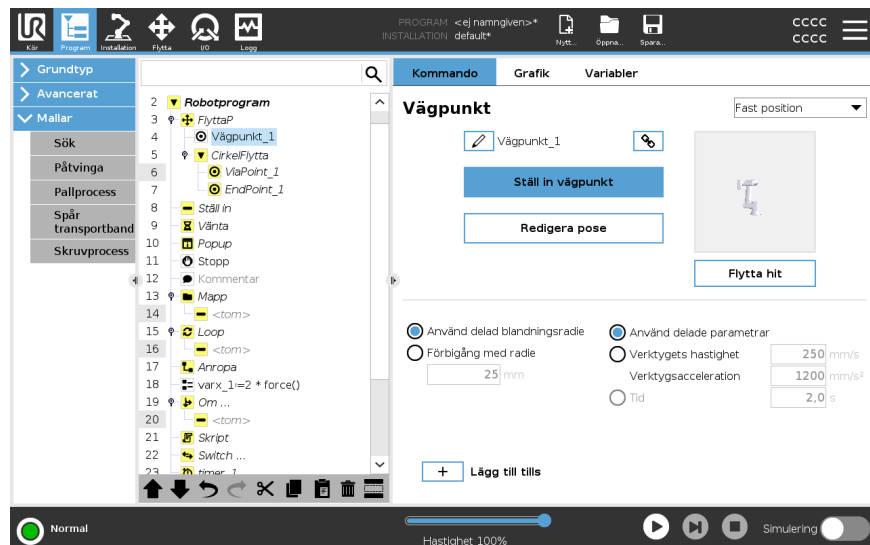 PROGRAM <ej namngiven>*
INSTALLATION default*
Kör
Program
Installation
Flytta
I/O
Logg
Nytt...
Öppna...
Spara...
cccc
cccc
Grundtyp
Avancerat
Mallar
Sök
Påtvinga
Pallprocess
Spår
transportband
Skruvprocess
2 Robotprogram
3 FlyttaP
4 Vägpunkt_1
5 CirkelFlytta
6 ViaPoint_1
7 EndPoint_1
8 Ställ in
9 Vänta
10 Popup
11 Stopp
12 Kommentar
13 Mapp
14 <tom>
15 Loop
16 <tom>
17 Anropa
18 varx_1≔2 * force()
19 Om ...
20 <tom>
21 Skript
22 Switch ...
23 timer_1
Kommando
Grafik
Variabler
Vägpunkt
Fast position
Vägpunkt_1
Ställ in vägpunkt
Redigera pose
Flytta hit
Använd delad blandningsradie
Förbigång med radie
25 mm
Använd delade parametrar
Verktygets hastighet 250 mm/s
Verktygsacceleration 1200 mm/s²
Tid 2,0 s
+ Lägg till tills
Normal
Hastighet 100%
Simulering